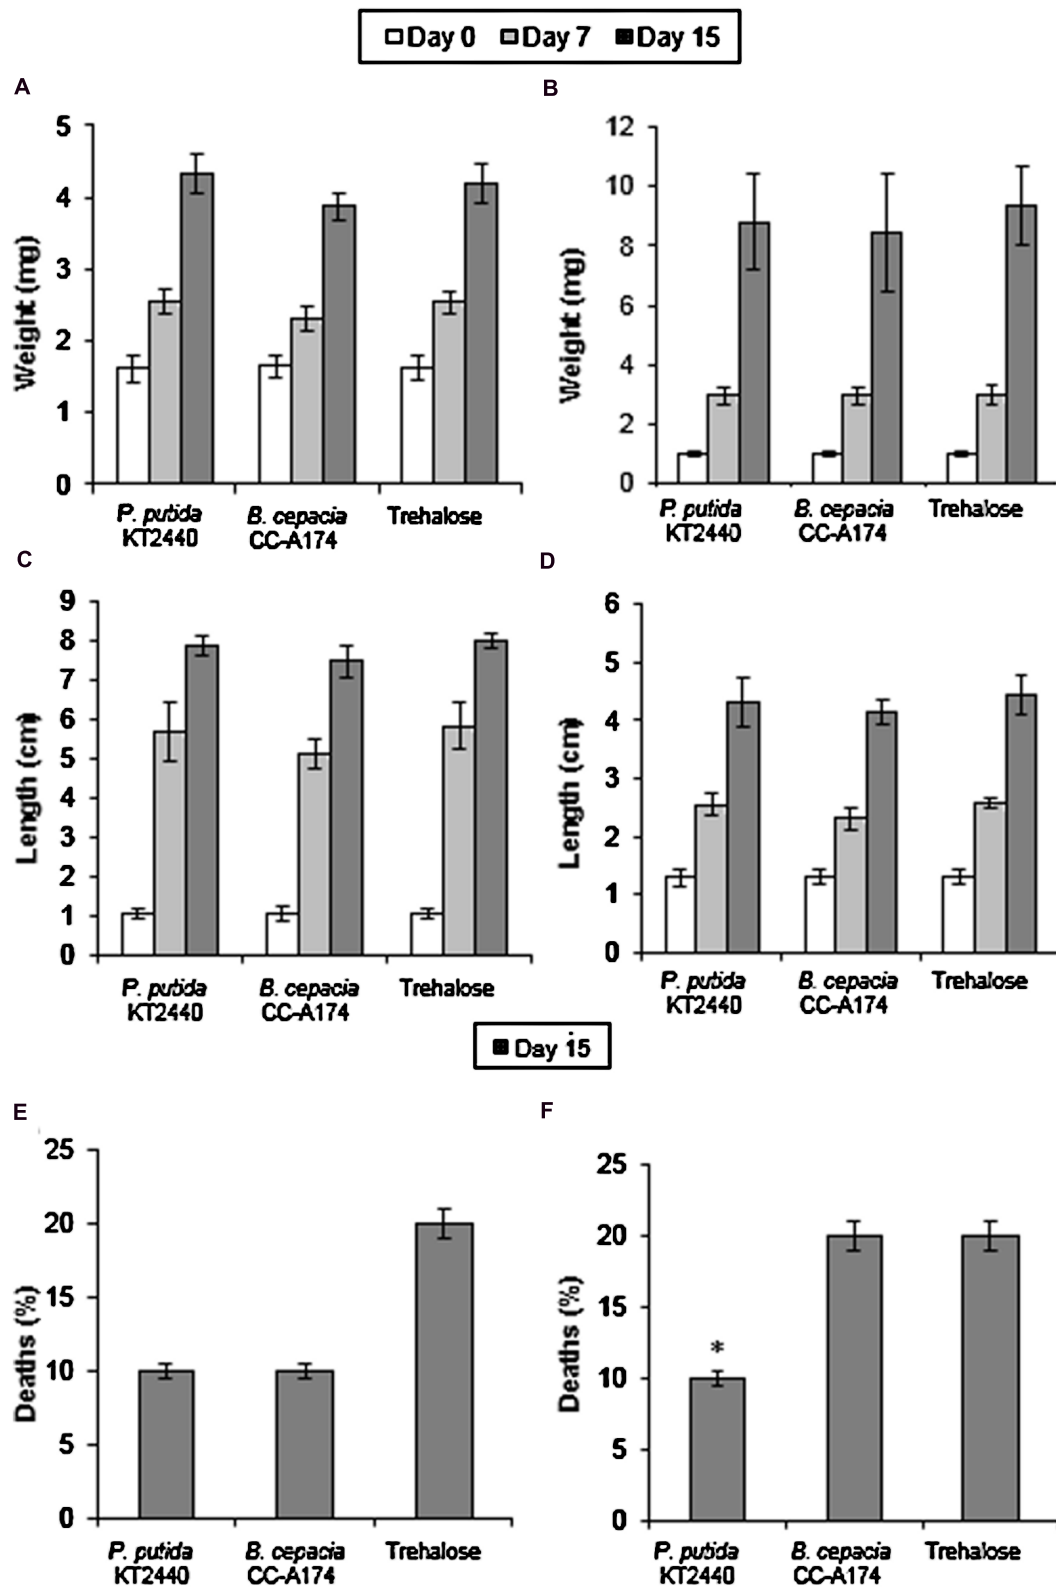 Day 0 Day 7 Day 15
A
5
4
3
2
1
0
Weight (mg)
P. putida
KT2440
B. cepacia
CC-A174
Trehalose
B
12
10
8
6
4
2
0
Weight (mg)
P. putida
KT2440
B. cepacia
CC-A174
Trehalose
C
9
8
7
6
5
4
3
2
1
0
Length (cm)
P. putida
KT2440
B. cepacia
CC-A174
Trehalose
D
6
5
4
3
2
1
0
Length (cm)
P. putida
KT2440
B. cepacia
CC-A174
Trehalose
Day 15
E
25
20
15
10
5
0
Deaths (%)
P. putida
KT2440
B. cepacia
CC-A174
Trehalose
F
25
20
15
10
5
0
Deaths (%)
*
P. putida
KT2440
B. cepacia
CC-A174
Trehalose